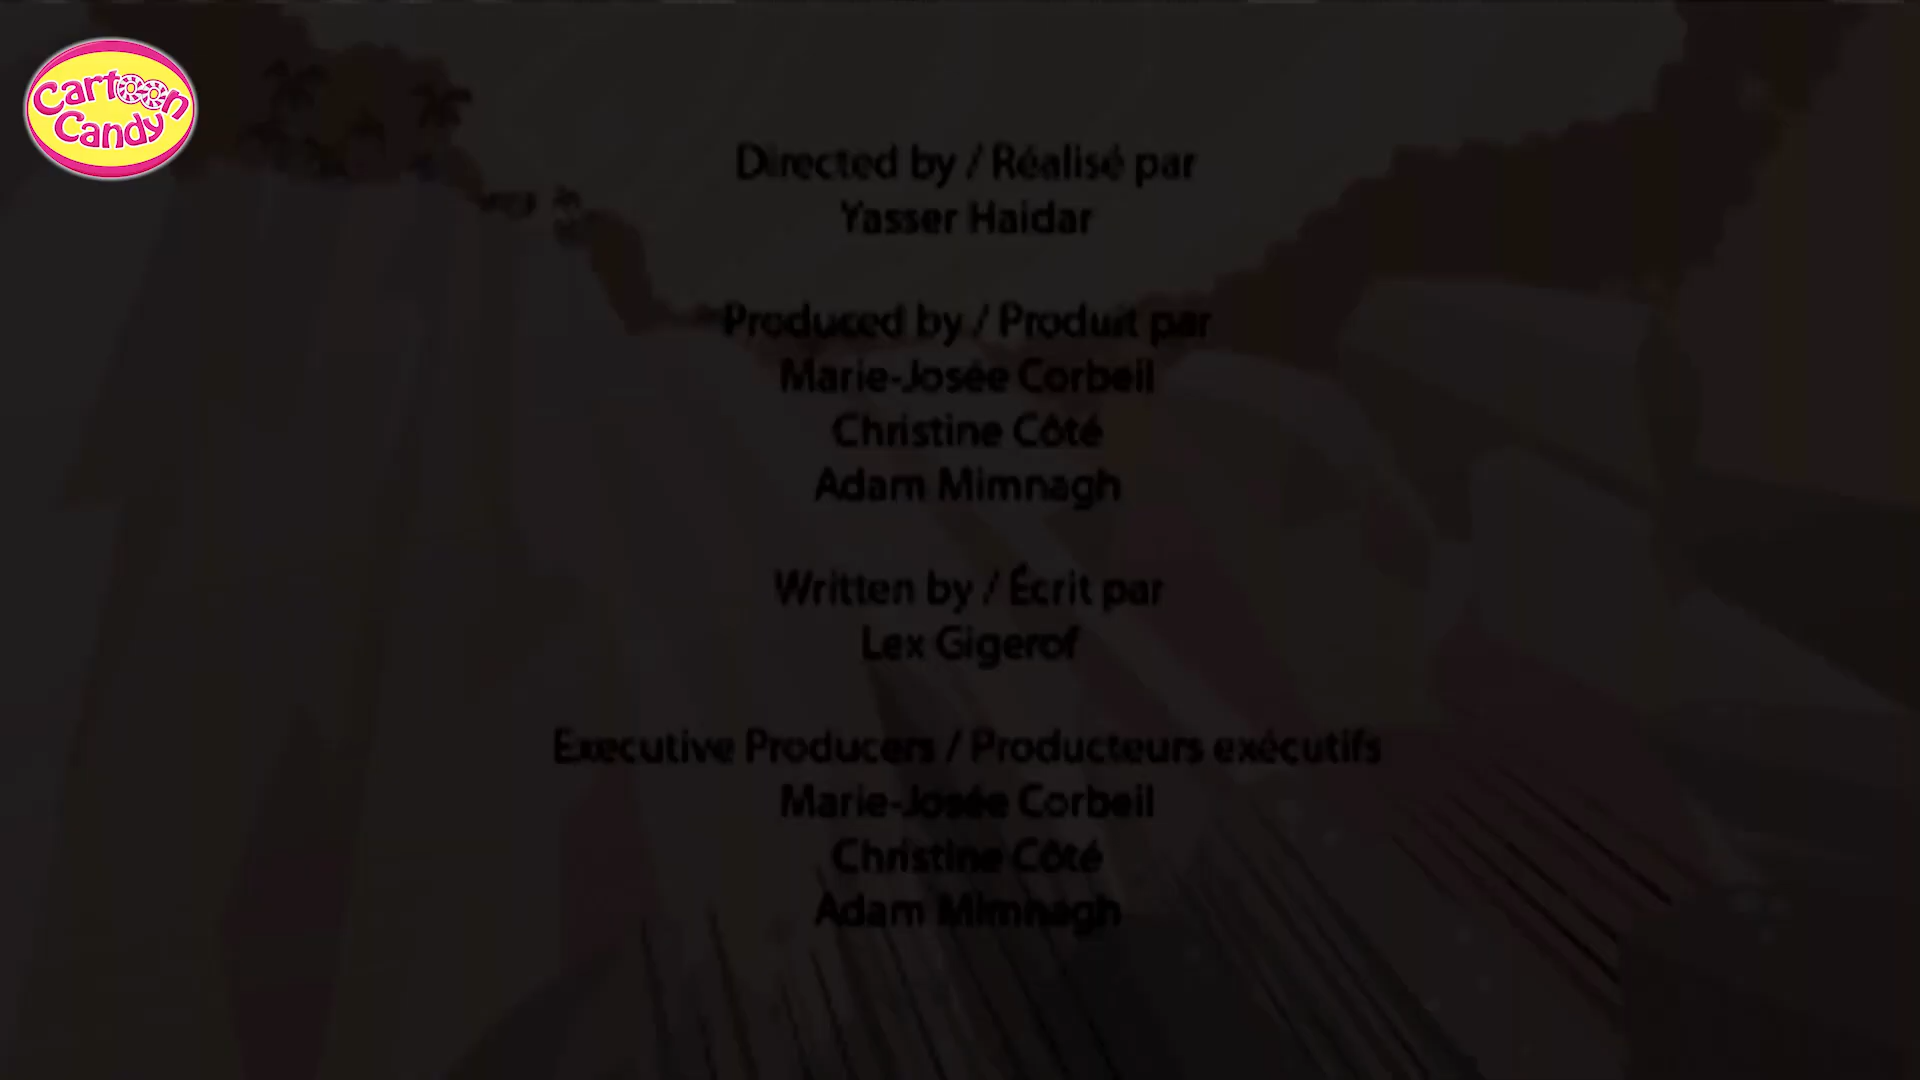 Cartoon
Candy
Directed by / Réalisé par
Yasser Haidar
Produced by / Produit par
Marie-Josée Corbeil
Christine Côté
Adam Mimnagh
Written by / Écrit par
Lex Gigerof
Executive Producers / Producteurs exécutifs
Marie-Josée Corbeil
Christine Côté
Adam Mimnagh